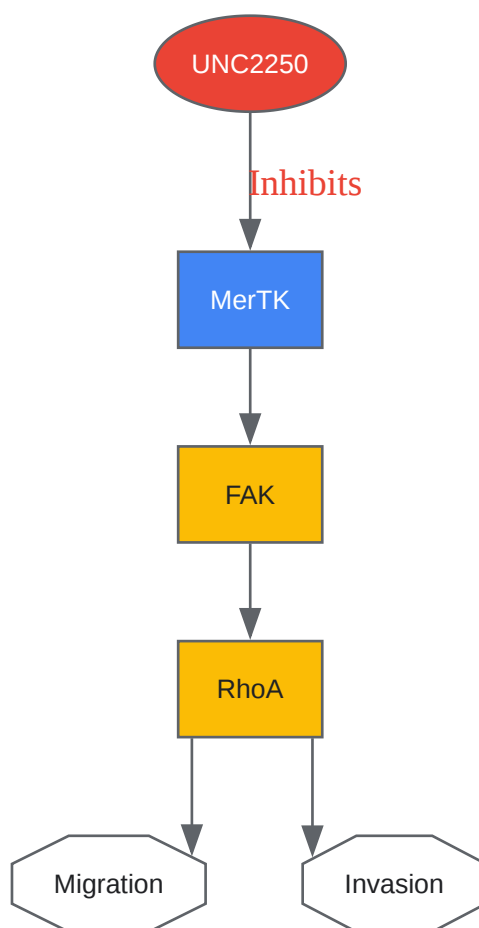 UNC2250
Inhibits
MerTK
FAK
RhoA
Migration
Invasion